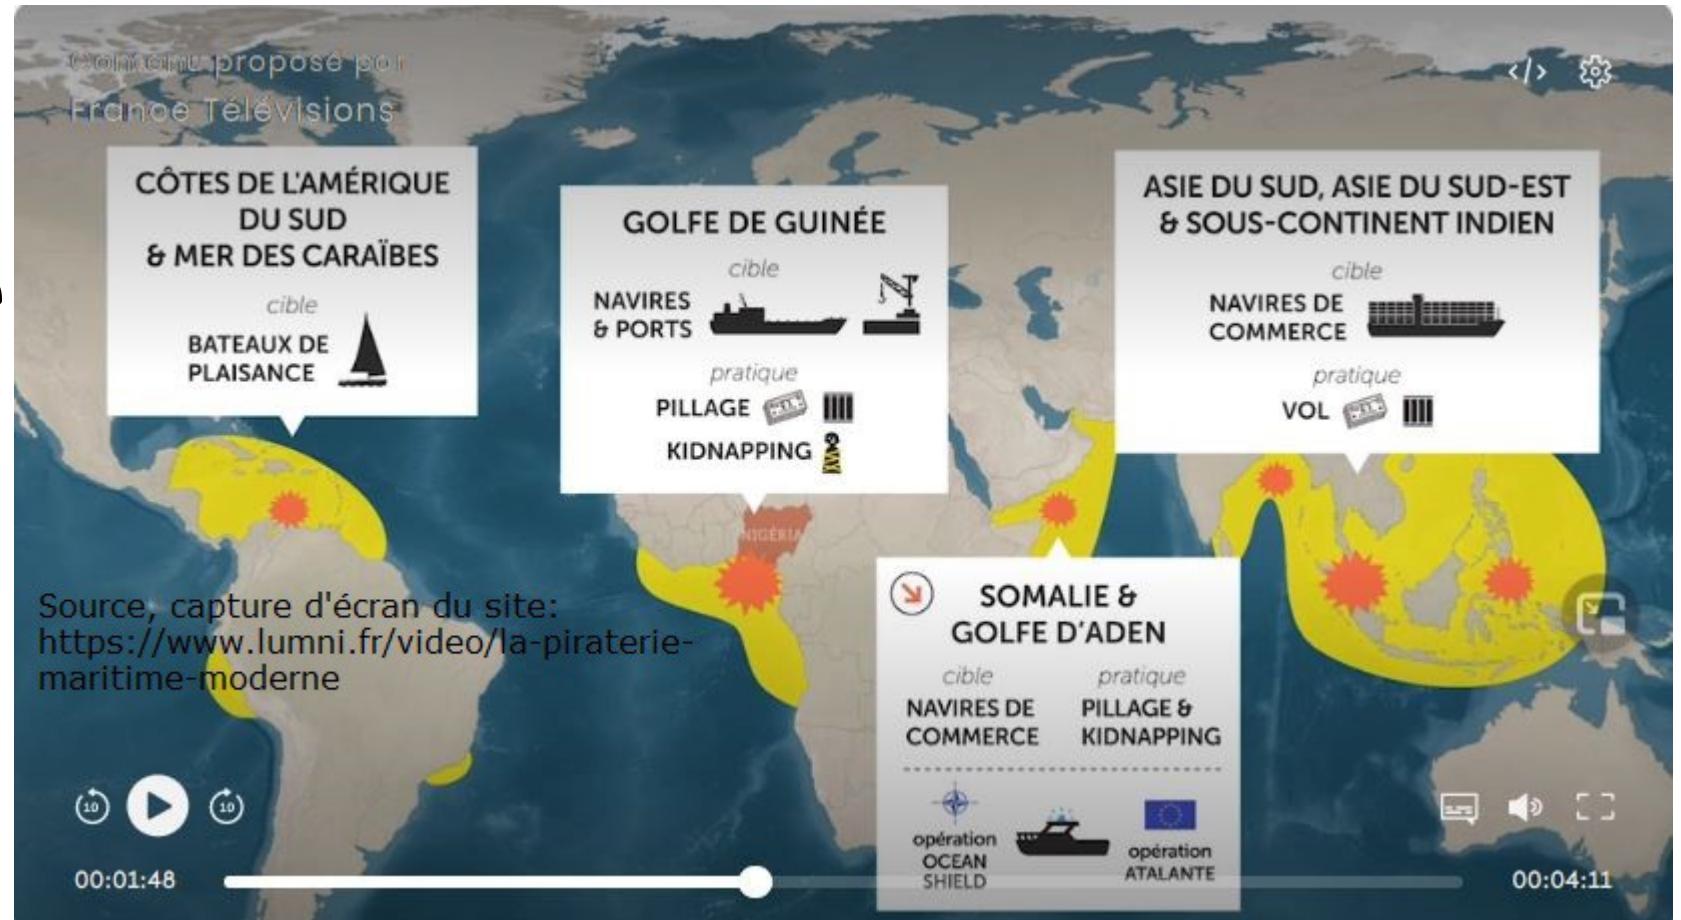 Contenu proposé par
France Télévisions
CÔTES DE L'AMÉRIQUE
DU SUD
& MER DES CARAÏBES
cible
BATEAUX DE
PLAISANCE
GOLFE DE GUINÉE
cible
NAVIRES
& PORTS
pratique
PILLAGE
KIDNAPPING
NIGÉRIA
ASIE DU SUD, ASIE DU SUD-EST
& SOUS-CONTINENT INDIEN
cible
NAVIRES DE
COMMERCE
pratique
VOL
SOMALIE &
GOLFE D'ADEN
cible
NAVIRES DE
COMMERCE
pratique
PILLAGE &
KIDNAPPING
opération
OCEAN
SHIELD
opération
ATALANTE
Source, capture d'écran du site:
https://www.lumni.fr/video/la-piraterie-
maritime-moderne
10
10
00:01:48
00:04:11